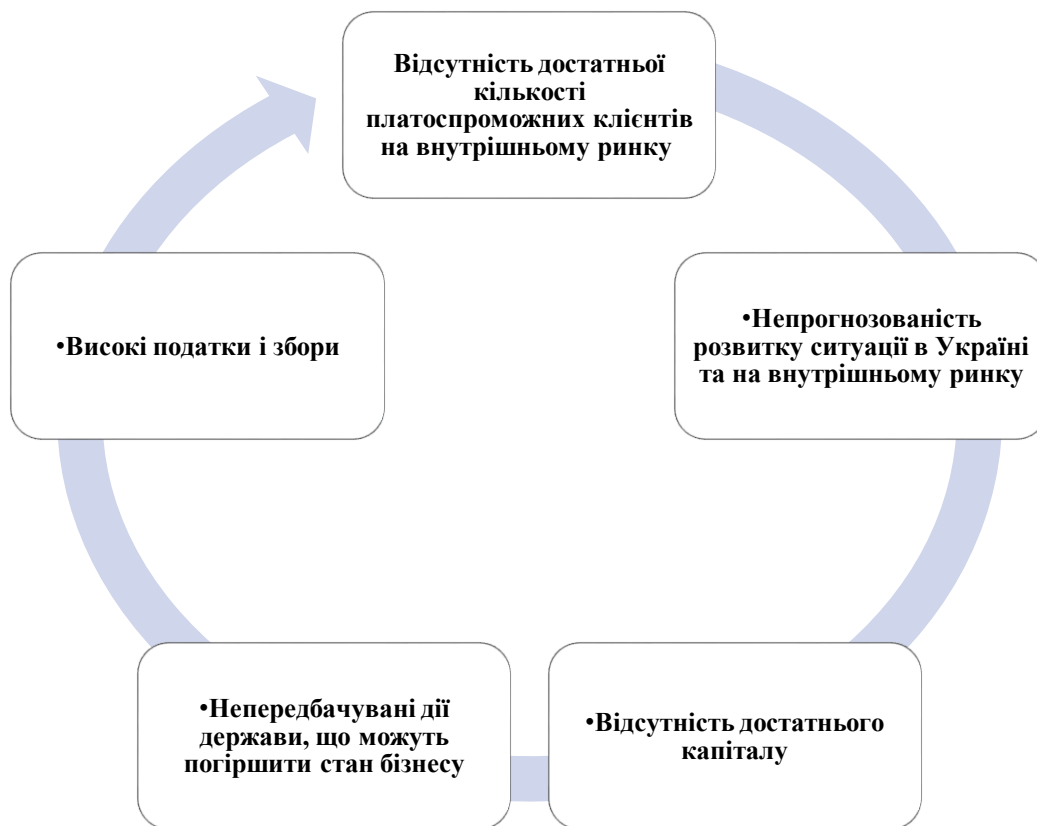 Відсутність достатньої
кількості
платоспроможних клієнтів
на внутрішньому ринку
•Непрогнозованість
розвитку ситуації в Україні
та на внутрішньому ринку
•Відсутність достатнього
капіталу
•Непередбачувані дії
держави, що можуть
погіршити стан бізнесу
•Високі податки і збори